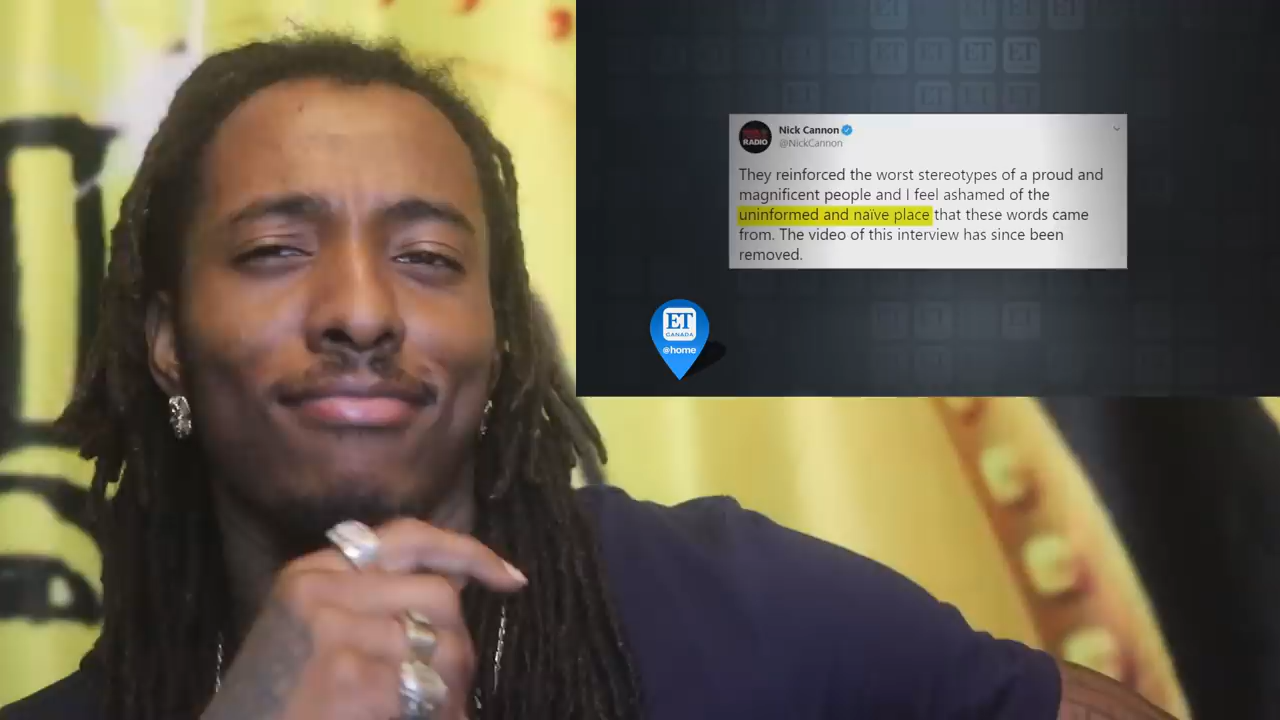 Nick Cannon
@NickCannon
RADIO
They reinforced the worst stereotypes of a proud and
magnificent people and I feel ashamed of the
uninformed and naïve place that these words came
from. The video of this interview has since been
removed.
ET
CANADA
@home